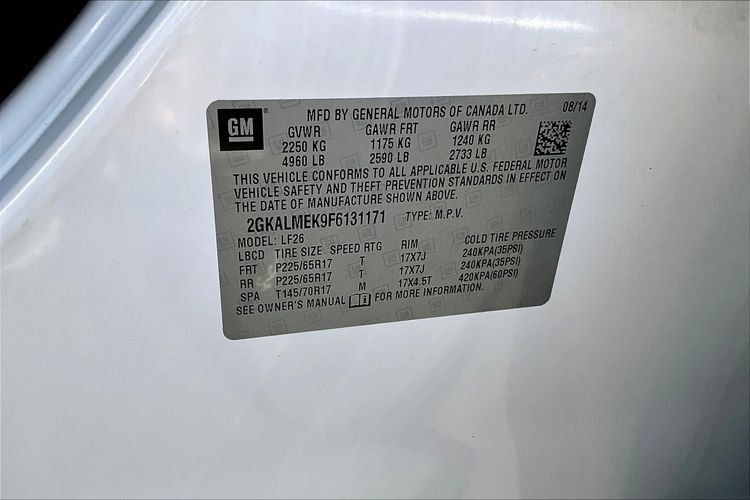 GM ® MFD BY GENERAL MOTORS OF CANADA LTD. 08/14
GVWR GAWR FRT GAWR RR
2250 KG 1175 KG 1240 KG
4960 LB 2590 LB 2733 LB
THIS VEHICLE CONFORMS TO ALL APPLICABLE U.S. FEDERAL MOTOR
VEHICLE SAFETY AND THEFT PREVENTION STANDARDS IN EFFECT ON
THE DATE OF MANUFACTURE SHOWN ABOVE.
2GKALMEK9F6131171 TYPE: M.P.V.
MODEL: LF26
LBCD TIRE SIZE SPEED RTG RIM COLD TIRE PRESSURE
FRT P225/65R17 T 17X7J 240KPA(35PSI)
RR P225/65R17 T 17X7J 240KPA(35PSI)
SPA T145/70R17 M 17X4.5T 420KPA(60PSI)
SEE OWNER'S MANUAL FOR MORE INFORMATION.